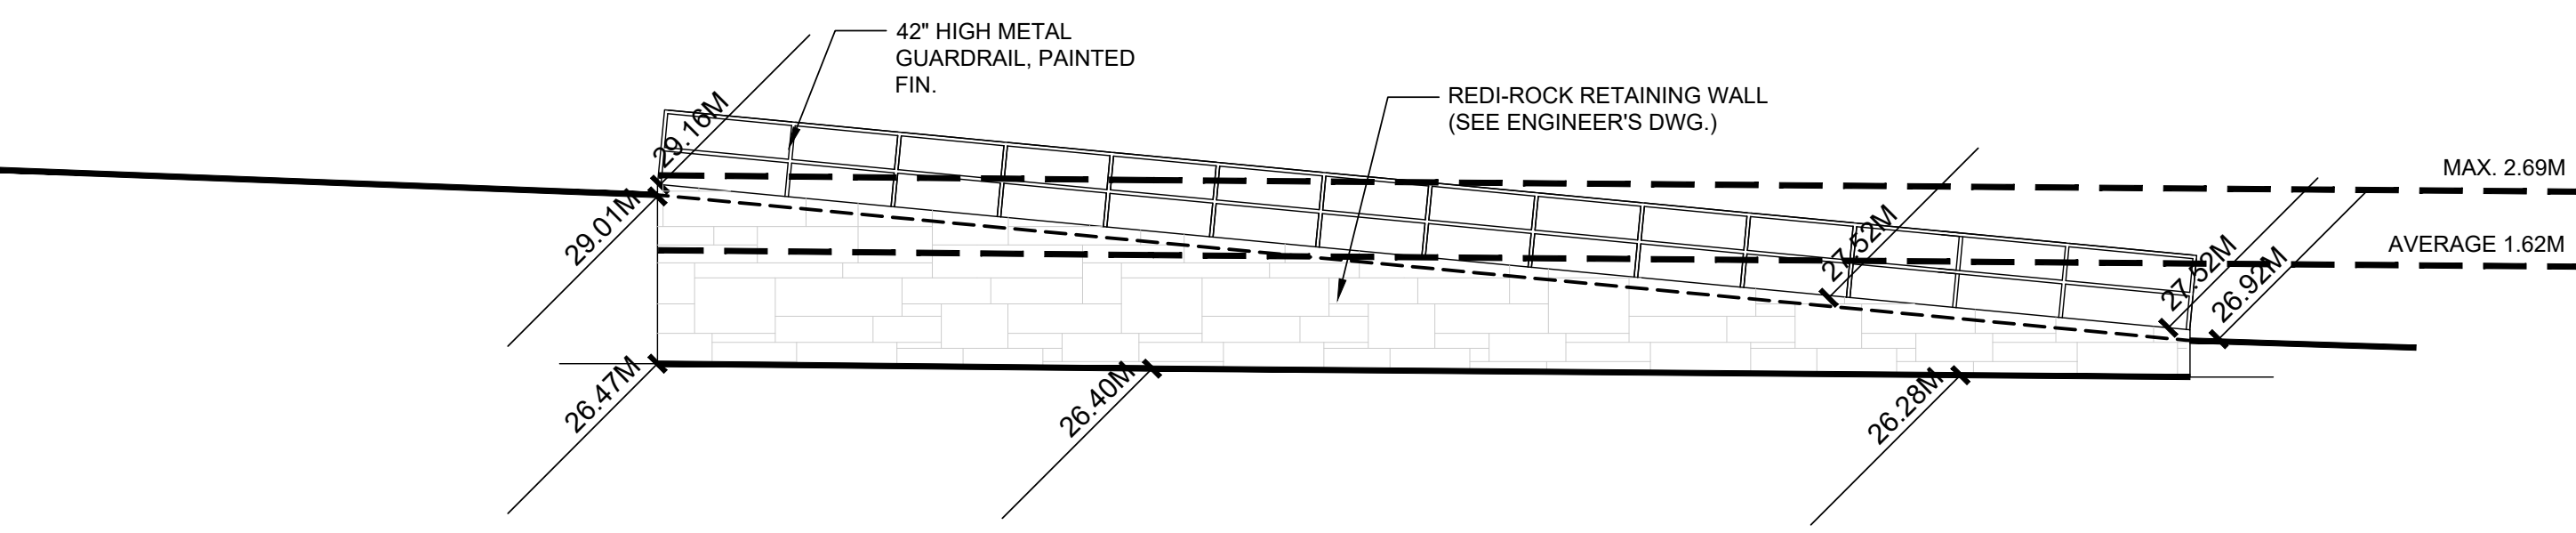 42" HIGH METAL
GUARDRAIL, PAINTED
FIN.
REDI-ROCK RETAINING WALL
(SEE ENGINEER'S DWG.)
29.16M
MAX. 2.69M
29.01M
27.52M
AVERAGE 1.62M
27.52M
26.92M
26.47M
26.40M
26.28M